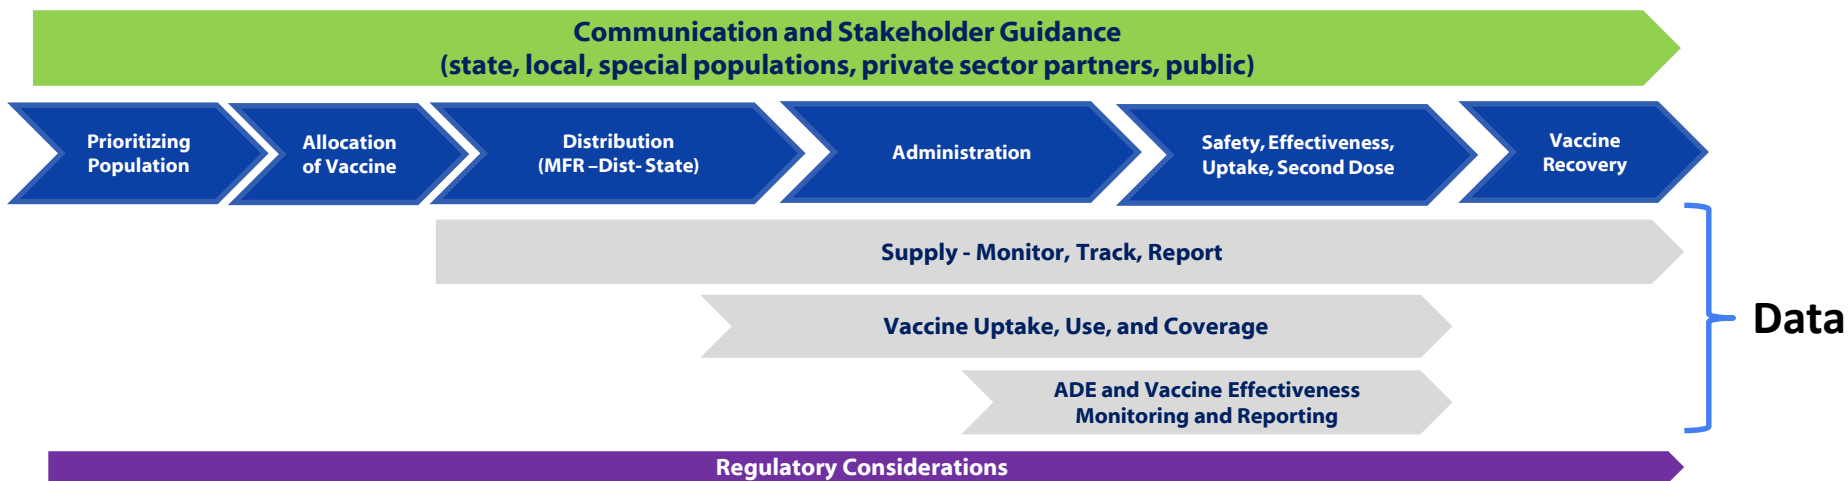 Communication and Stakeholder Guidance
(state, local, special populations, private sector partners, public)
Prioritizing
Population
Allocation
of Vaccine
Distribution
(MFR –Dist- State)
Administration
Safety, Effectiveness,
Uptake, Second Dose
Vaccine
Recovery
Supply - Monitor, Track, Report
Vaccine Uptake, Use, and Coverage
ADE and Vaccine Effectiveness
Monitoring and Reporting
Data
Regulatory Considerations